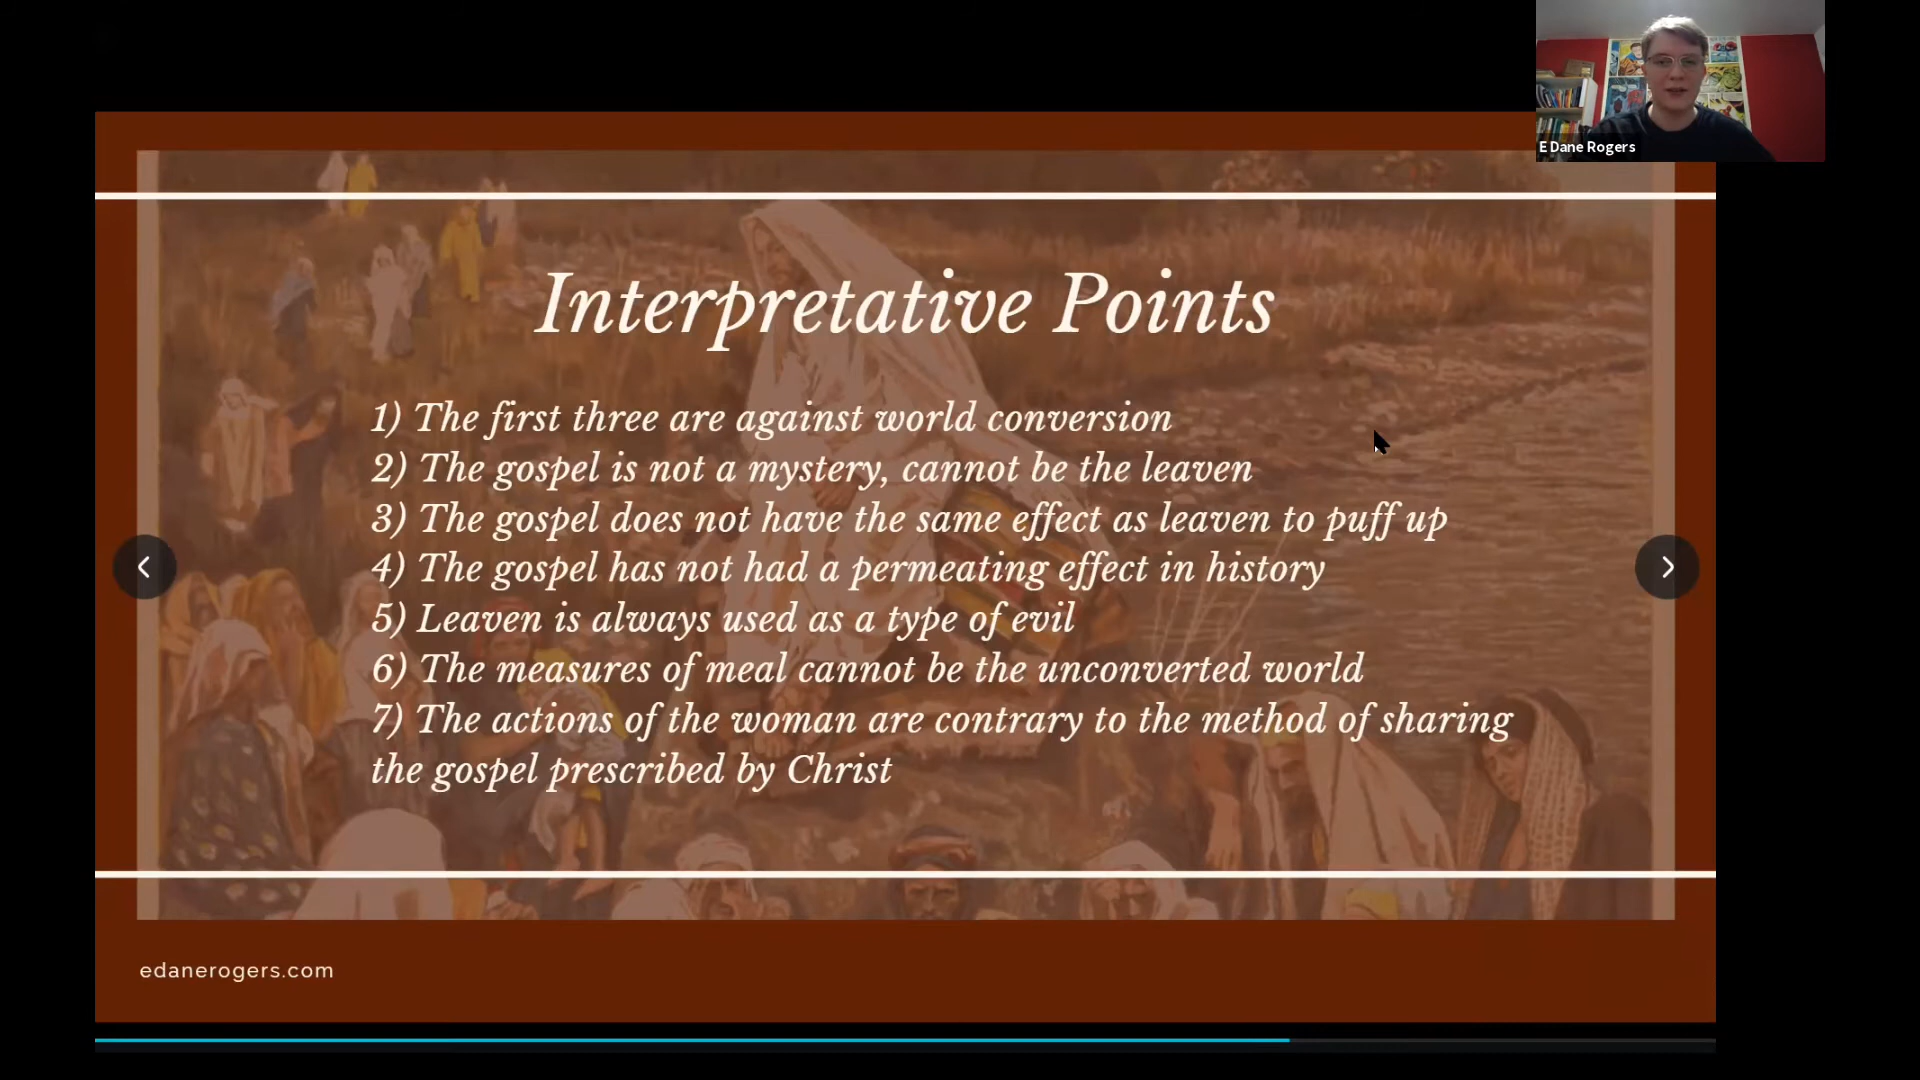 E Dane Rogers
Interpretative Points
1) The first three are against world conversion
2) The gospel is not a mystery, cannot be the leaven
3) The gospel does not have the same effect as leaven to puff up
4) The gospel has not had a permeating effect in history
5) Leaven is always used as a type of evil
6) The measures of meal cannot be the unconverted world
7) The actions of the woman are contrary to the method of sharing
the gospel prescribed by Christ
edanerogers.com